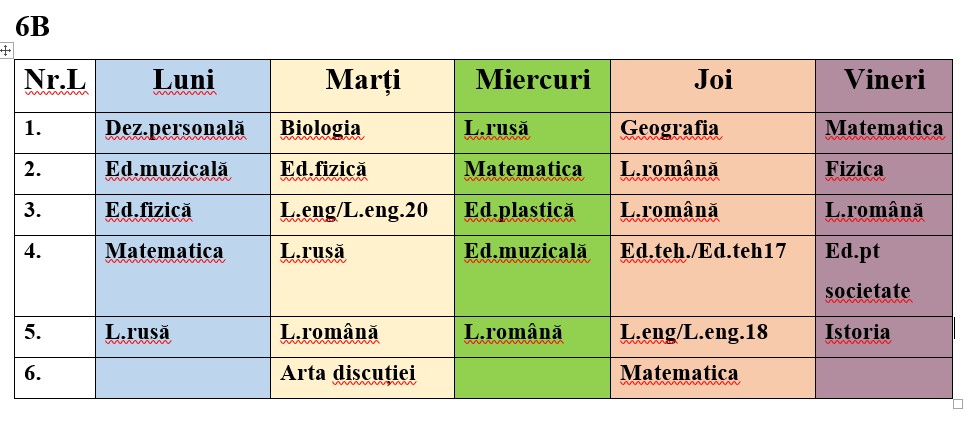 6B
Nr.L Luni Marți Miercuri Joi Vineri
1. Dez.personală Biologia L.rusă Geografia Matematica
2. Ed.muzicală Ed.fizică Matematica L.română Fizica
3. Ed.fizică L.eng/L.eng.20 Ed.plastică L.română L.română
4. Matematica L.rusă Ed.muzicală Ed.teh./Ed.teh17 Ed.pt
societate
5. L.rusă L.română L.română L.eng/L.eng.18 Istoria
6. Arta discuției Matematica